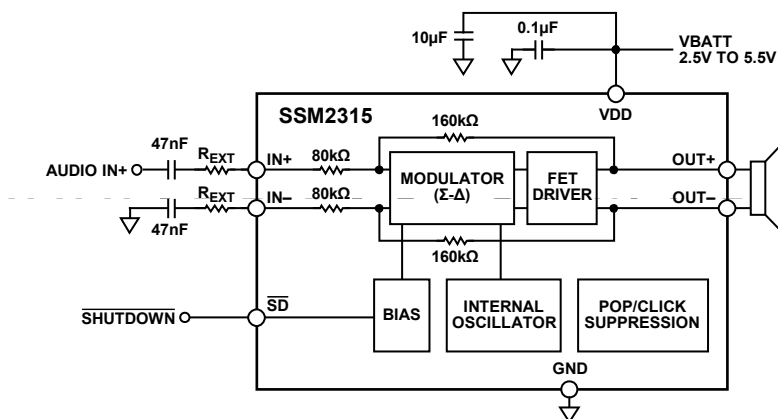 10µF
0.1µF
VBATT
2.5V TO 5.5V
VDD
SSM2315
160kΩ
47nF
REXT
AUDIO IN+
IN+
80kΩ
MODULATOR
(Σ-Δ)
FET
DRIVER
OUT+
REXT
IN–
80kΩ
OUT–
47nF
160kΩ
SHUTDOWN
SD
BIAS
INTERNAL
OSCILLATOR
POP/CLICK
SUPPRESSION
GND